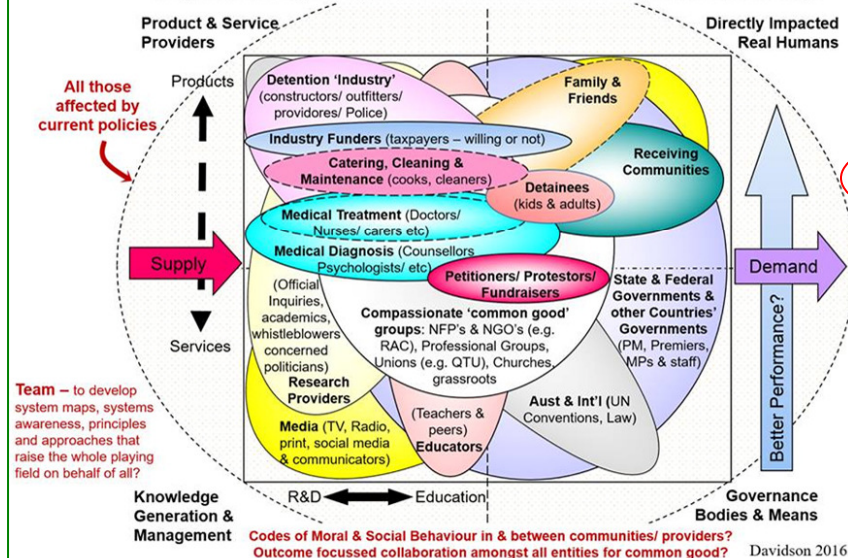 Product & Service
Providers
Directly Impacted
Real Humans
All those
affected by
current policies
Products
Services
Supply
Demand
Better Performance?
Detention ‘Industry’
(constructors/ outfitters/
providores/ Police)
Family &
Friends
Industry Funders (taxpayers – willing or not)
Catering, Cleaning &
Maintenance (cooks, cleaners)
Receiving
Communities
Detainees
(kids & adults)
Medical Treatment (Doctors/
Nurses/ carers etc)
Medical Diagnosis (Counsellors
Psychologists/ etc)
Petitioners/ Protestors/
Fundraisers
(Official
Inquiries,
academics,
whistleblowers
concerned
politicians)
Research
Providers
Compassionate ‘common good’
groups: NFP’s & NGO’s (e.g.
RAC), Professional Groups,
Unions (e.g. QTU), Churches,
grassroots
State & Federal
Governments &
other Countries’
Governments
(PM, Premiers,
MPs & staff)
Media (TV, Radio,
print, social media
& communicators)
(Teachers &
peers)
Educators
Aust & Int’l (UN
Conventions, Law)
Team – to develop
system maps, systems
awareness, principles
and approaches that
raise the whole playing
field on behalf of all?
Knowledge
Generation &
Management
R&D
Education
Governance
Bodies & Means
Codes of Moral & Social Behaviour in & between communities/ providers?
Outcome focussed collaboration amongst all entities for common good?
Davidson 2016